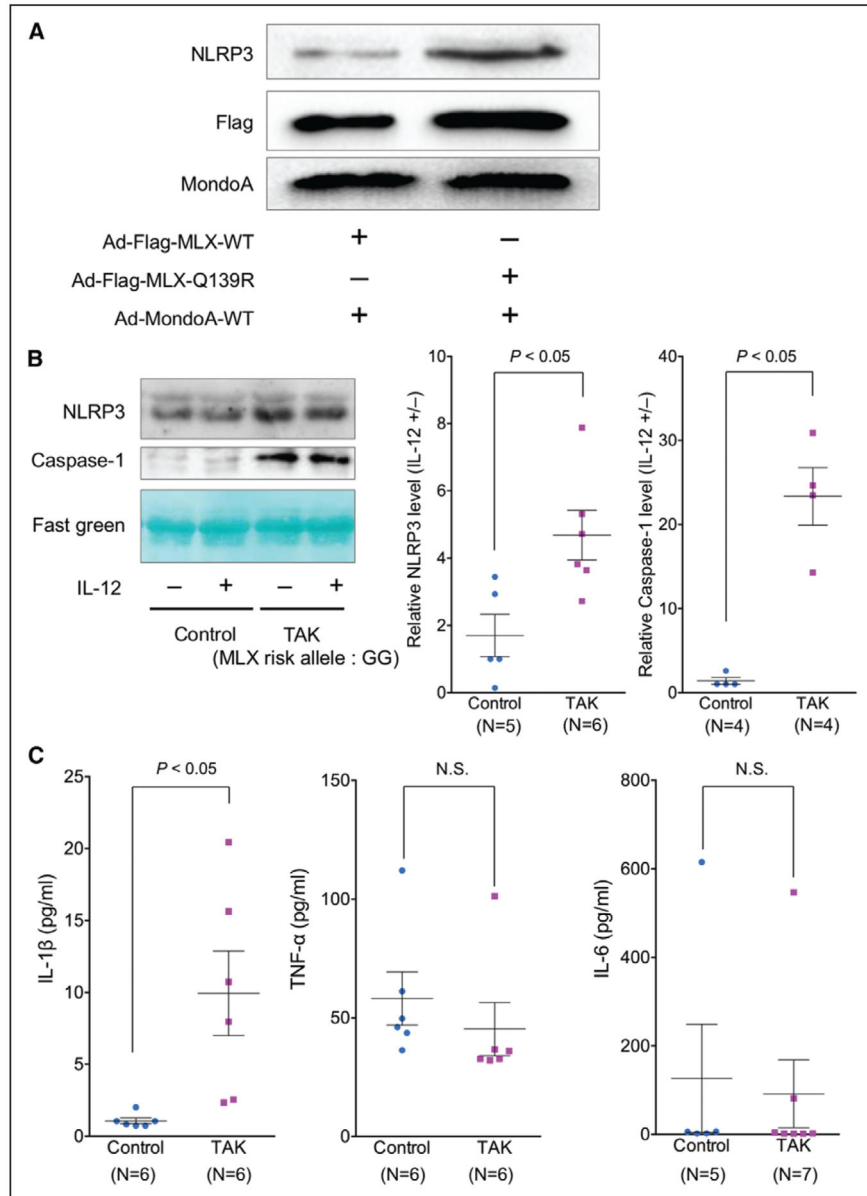 A
NLRP3
Flag
MondoA
Ad-Flag-MLX-WT + −
Ad-Flag-MLX-Q139R − +
Ad-MondoA-WT + +
B
NLRP3
Caspase-1
Fast green
IL-12 − + − +
Control TAK
(MLX risk allele : GG)
Relative NLRP3 level (IL-12 +/−)
10
8
6
4
2
0
P < 0.05
Control TAK
(N=5) (N=6)
Relative Caspase-1 level (IL-12 +/−)
40
30
20
10
0
P < 0.05
Control TAK
(N=4) (N=4)
C
IL-1β (pg/ml)
25
20
15
10
5
0
P < 0.05
Control TAK
(N=6) (N=6)
TNF-α (pg/ml)
150
100
50
0
N.S.
Control TAK
(N=6) (N=6)
IL-6 (pg/ml)
800
600
400
200
0
N.S.
Control TAK
(N=5) (N=7)